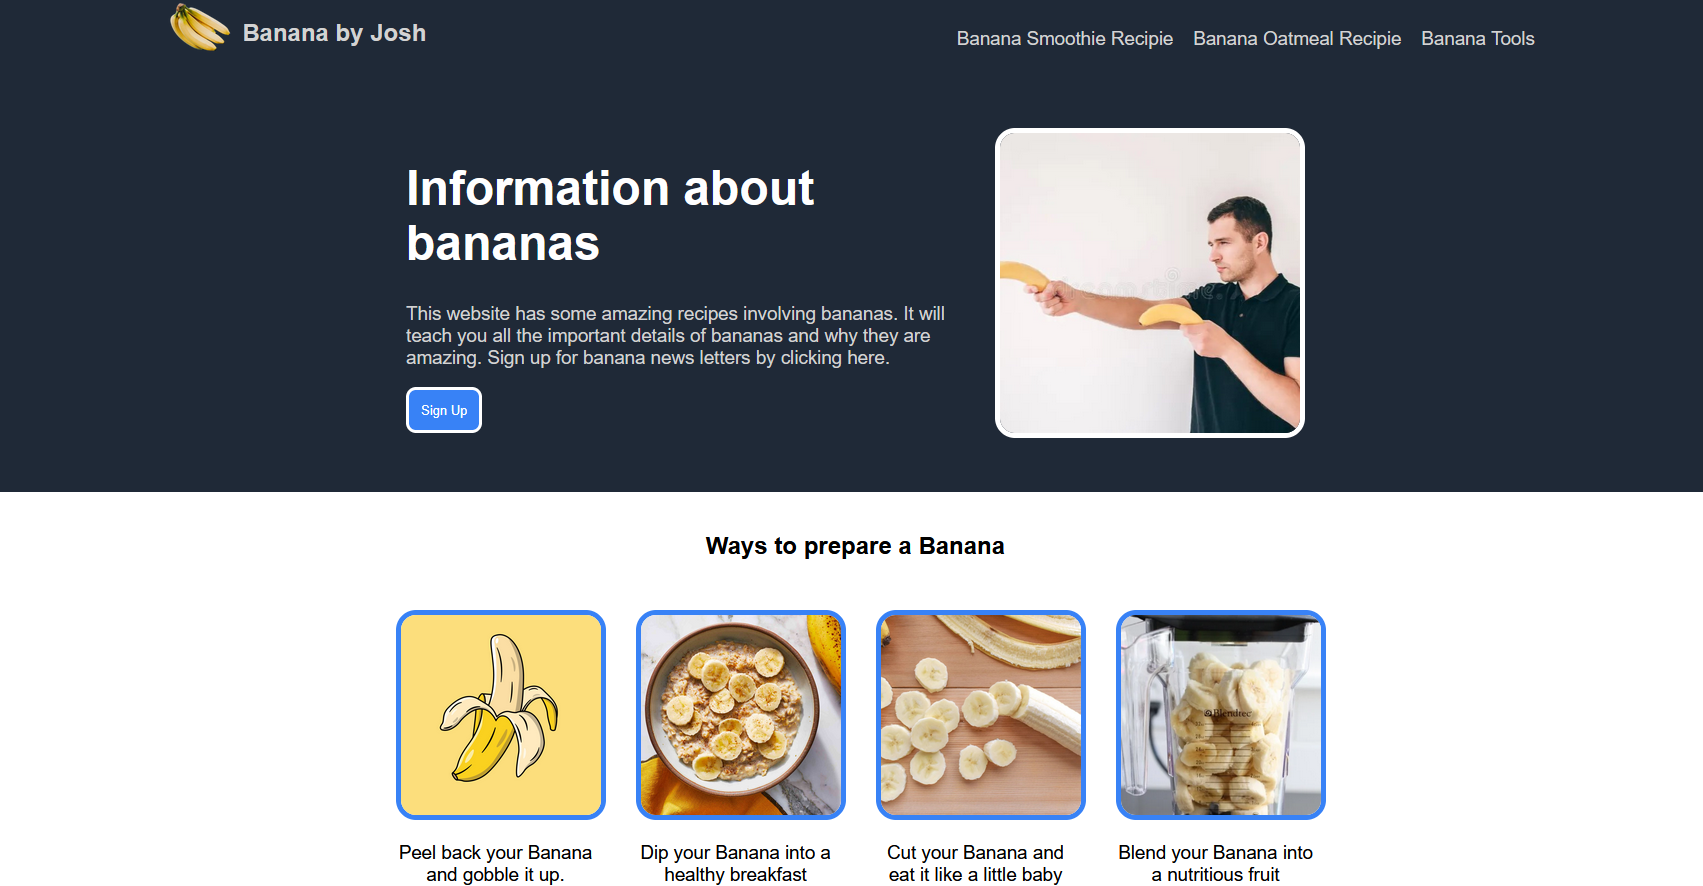 Banana by Josh
Banana Smoothie Recipie Banana Oatmeal Recipie Banana Tools
Information about
bananas
This website has some amazing recipes involving bananas. It will
teach you all the important details of bananas and why they are
amazing. Sign up for banana news letters by clicking here.
Sign Up
Ways to prepare a Banana
Blendtec
Peel back your Banana
and gobble it up.
Dip your Banana into a
healthy breakfast
Cut your Banana and
eat it like a little baby
Blend your Banana into
a nutritious fruit